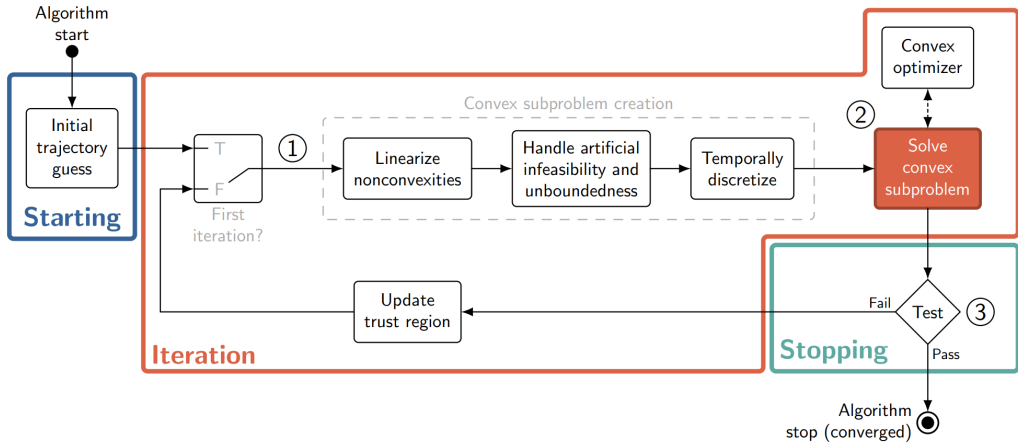 Algorithm
start
Initial
trajectory
guess
Starting
T
F
First
iteration?
1
Convex subproblem creation
Linearize
nonconvexities
Handle artificial
infeasibility and
unboundedness
Temporally
discretize
2
Convex
optimizer
Solve
convex
subproblem
Update
trust region
Iteration
Fail
Test
3
Stopping
Pass
Algorithm
stop (converged)